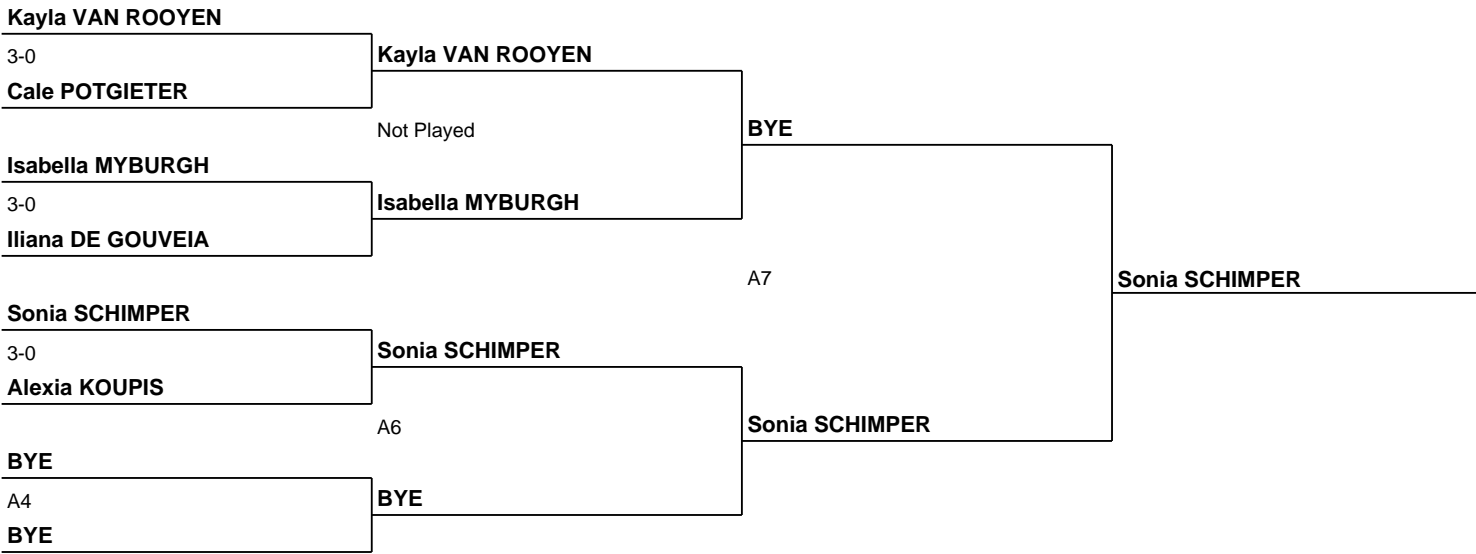 Kayla VAN ROOYEN
3-0
Kayla VAN ROOYEN
Cale POTGIETER
Not Played
BYE
Isabella MYBURGH
3-0
Isabella MYBURGH
Iliana DE GOUVEIA
A7
Sonia SCHIMPER
Sonia SCHIMPER
3-0
Sonia SCHIMPER
Alexia KOUPIS
A6
Sonia SCHIMPER
BYE
A4
BYE
BYE